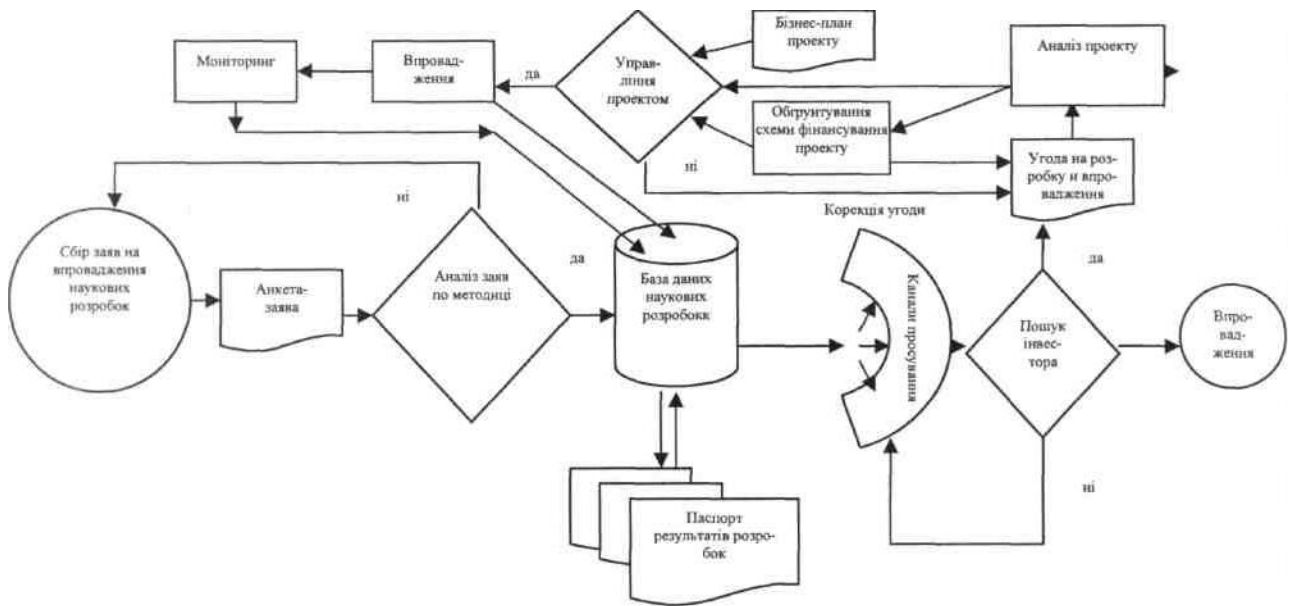 Бізнес-план
проекту
Моніторинг
Впровад-
ження
да
Управ-
ління
проектом
Аналіз проекту
Обґрунтування
схеми фінансування
проекту
ні
Угода на роз-
робку и впро-
вадження
ні
Корекція угоди
Сбір заяв на
впровадження
наукових
розробок
Анкета-
заява
Аналіз заяв
по методиці
да
База даних
наукових
розробокк
Канали просування
да
Пошук
інвес-
тора
Впро-
вад-
ження
ні
Паспорт
результатів розро-
бок